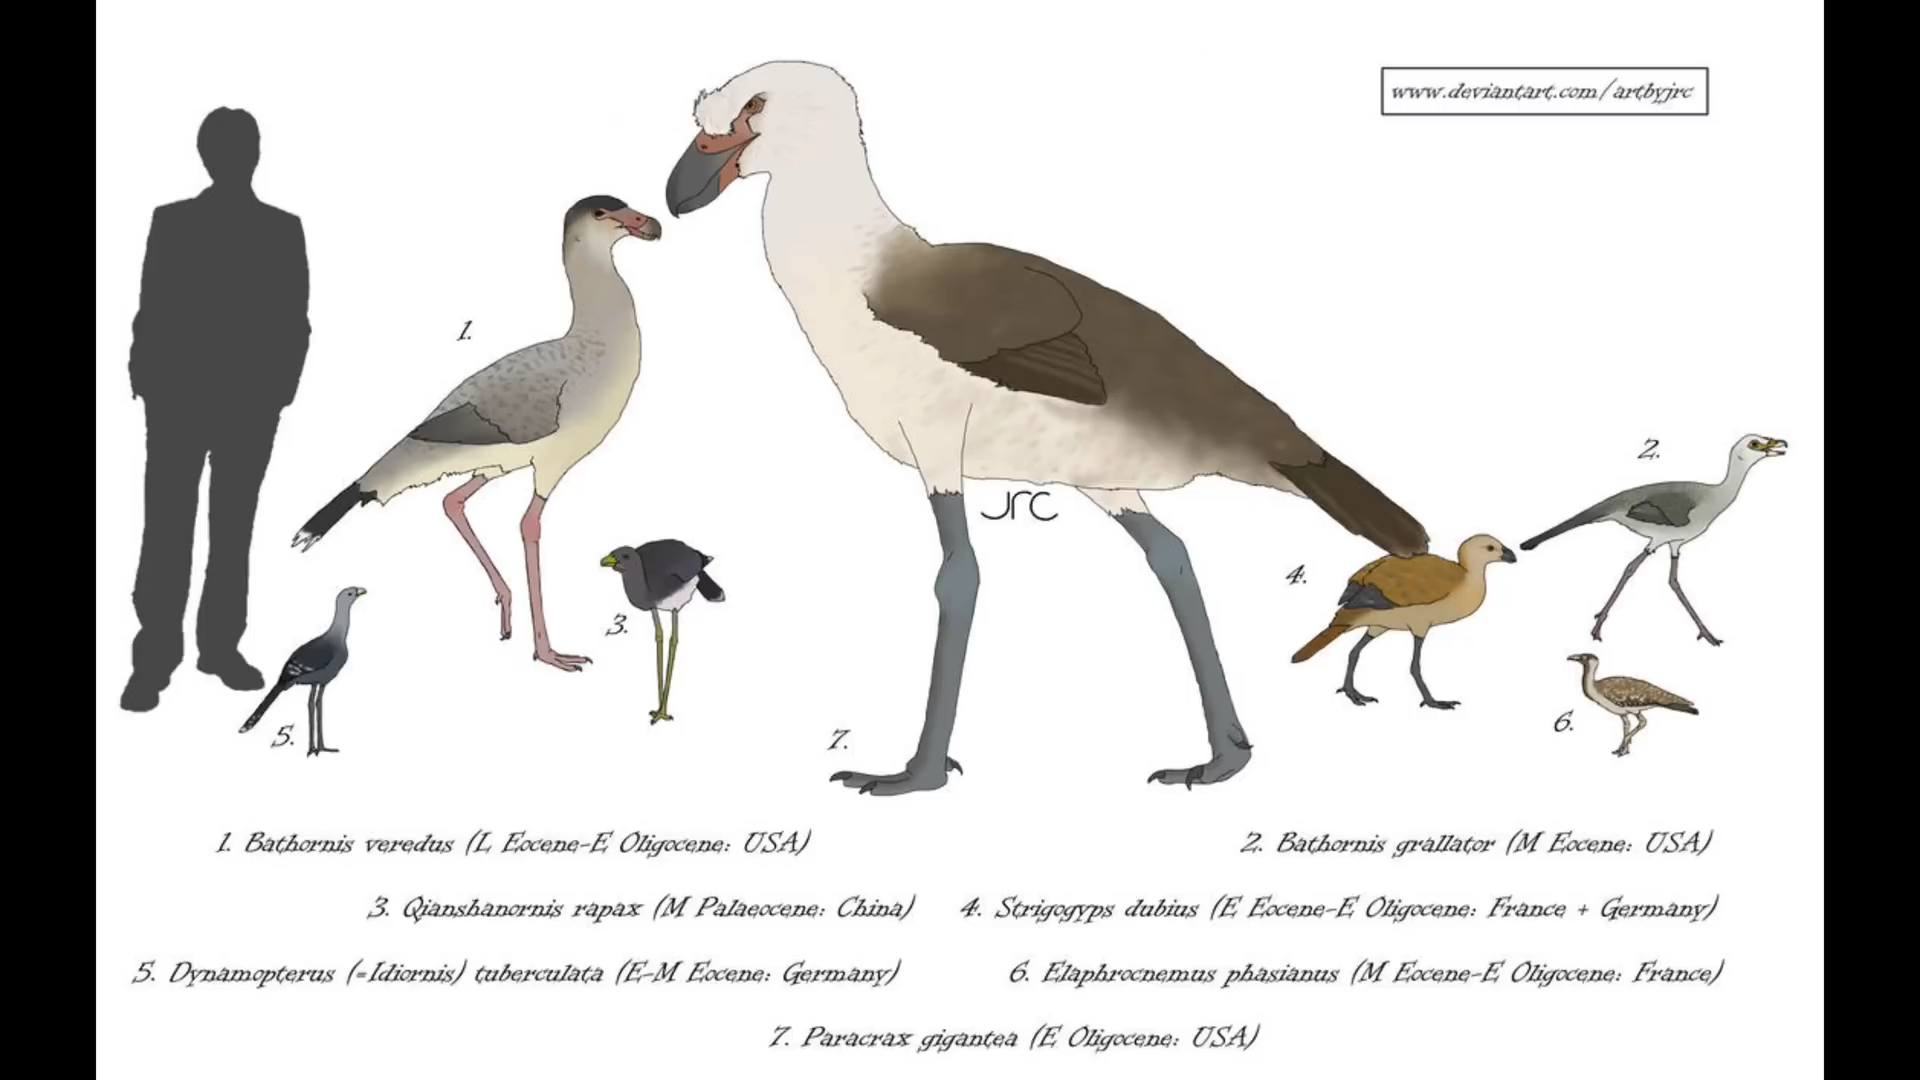 www.deviantart.com/artbyjrc
1.
2.
JrC
3.
4.
5.
6.
7.
1. Bathornis veredus (L Eocene-E Oligocene: USA)
2. Bathornis grallator (M Eocene: USA)
3. Qianshanornis rapax (M Palaeocene: China)
4. Strigogyps dubius (E Eocene-E Oligocene: France + Germany)
5. Dynamopterus (=Idiornis) tuberculata (E-M Eocene: Germany)
6. Elaphrocnemus phasianus (M Eocene-E Oligocene: France)
7. Paracrax gigantea (E Oligocene: USA)